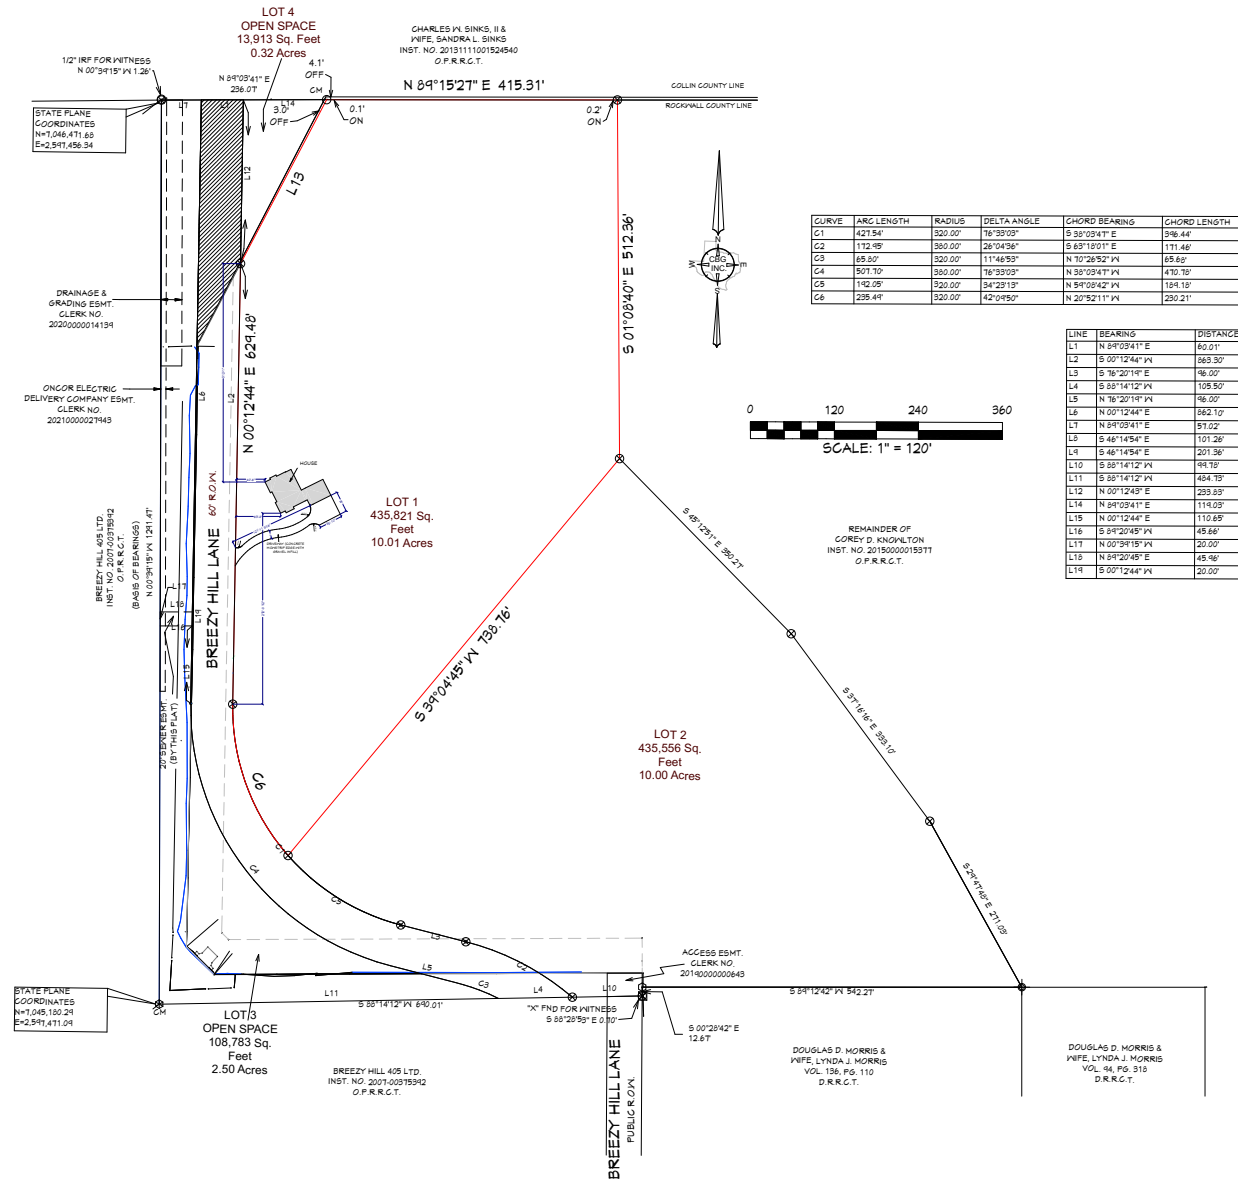 LOT 4
OPEN SPACE
13,913 Sq. Feet
0.32 Acres
CHARLES W. SINKS, II &
WIFE, SANDRA L. SINKS
INST. NO. 20131111001524540
O.P.R.R.C.T.
1/2" IRF FOR WITNESS
N 00°39'15" W 1.26'
N 89°03'41" E
236.07'
4.1'
OFF
CM
N 89°15'27" E 415.31'
COLLIN COUNTY LINE
ROCKWALL COUNTY LINE
L7
L1
L14
3.0'
OFF
0.1'
ON
0.2'
ON
STATE PLANE
COORDINATES
N=7,046,471.68
E=2,597,456.34
L12
L13
S 01°08'40" E 512.36'
N
W
E
S
CBG
INC.
CURVE ARC LENGTH RADIUS DELTA ANGLE CHORD BEARING CHORD LENGTH
C1 427.54' 320.00' 76°33'03" S 38°03'47" E 396.44'
C2 172.95' 380.00' 26°04'36" S 63°18'01" E 171.46'
C3 65.80' 320.00' 11°46'53" N 70°26'52" W 65.68'
C4 507.70' 380.00' 76°33'03" N 38°03'47" W 470.78'
C5 192.05' 320.00' 34°23'13" N 59°08'42" W 189.18'
C6 235.49' 320.00' 42°09'50" N 20°52'11" W 230.21'
LINE BEARING DISTANCE
L1 N 89°03'41" E 60.01'
L2 S 00°12'44" W 863.30'
L3 S 76°20'19" E 96.00'
L4 S 88°14'12" W 105.50'
L5 N 76°20'19" W 96.00'
L6 N 00°12'44" E 862.10'
L7 N 89°03'41" E 57.02'
L8 S 46°14'54" E 101.26'
L9 S 46°14'54" E 201.36'
L10 S 88°14'12" W 99.78'
L11 S 88°14'12" W 484.73'
L12 N 00°12'43" E 233.83'
L14 N 89°03'41" E 119.03'
L15 N 00°12'44" E 110.65'
L16 S 89°20'45" W 45.66'
L17 N 00°39'15" W 20.00'
L18 N 89°20'45" E 45.96'
L19 S 00°12'44" W 20.00'
DRAINAGE &
GRADING ESMT.
CLERK NO.
20200000014139
ONCOR ELECTRIC
DELIVERY COMPANY ESMT.
CLERK NO.
20210000027943
L6
L2
N 00°12'44" E 629.48'
0 120 240 360
SCALE: 1" = 120'
HOUSE
LOT 1
435,821 Sq.
Feet
10.01 Acres
BREEZY HILL LANE
60' R.O.W.
BREEZY HILL 405 LTD.
INST. NO. 2007-00375392
O.P.R.R.C.T.
(BASIS OF BEARINGS)
N 00°39'15" W 1291.47'
REMAINDER OF
COREY D. KNOWLTON
INST. NO. 20150000015377
O.P.R.R.C.T.
S 45°12'51" E 350.27'
L17
L18
L18
L19
L15
S 39°04'45" W 738.76'
S 37°16'16" E 333.10'
20' SEWER ESMT.
(BY THIS PLAT)
LOT 2
435,556 Sq.
Feet
10.00 Acres
C6
C1
C4
C5
S 29°47'48" E 271.03'
L3
L5
C2
C3
L4
L10
L11
ACCESS ESMT.
CLERK NO.
20190000000643
STATE PLANE
COORDINATES
N=7,045,180.29
E=2,597,471.09
CM
S 88°14'12" W 690.01'
"X" FND FOR WITNESS
S 88°28'53" E 0.70'
S 89°12'42" W 542.27'
S 00°28'42" E
12.67'
LOT 3
OPEN SPACE
108,783 Sq.
Feet
2.50 Acres
BREEZY HILL 405 LTD.
INST. NO. 2007-00375392
O.P.R.R.C.T.
BREEZY HILL LANE
PUBLIC R.O.W.
DOUGLAS D. MORRIS &
WIFE, LYNDA J. MORRIS
VOL. 136, PG. 110
D.R.R.C.T.
DOUGLAS D. MORRIS &
WIFE, LYNDA J. MORRIS
VOL. 94, PG. 318
D.R.R.C.T.